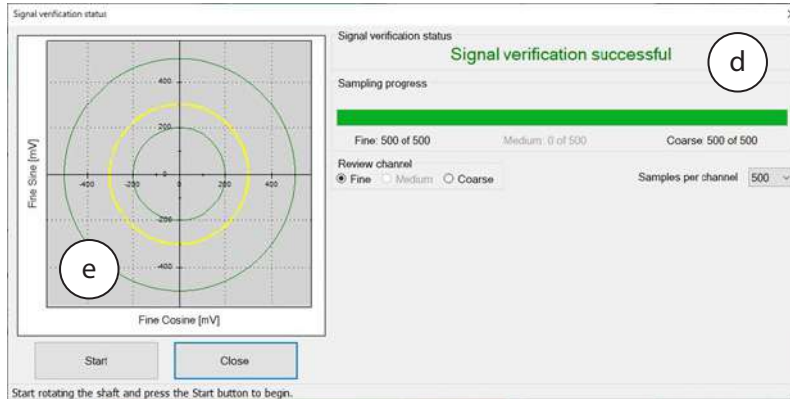 Signal verification status
Signal verification status
Signal verification successful
d
Sampling progress
Fine: 500 of 500 Medium: 0 of 500 Coarse: 500 of 500
Review channel
Fine Medium Coarse
Samples per channel 500
400
200
-400 -200 0 200 400
-200
-400
Fine Sine [mV]
e
Fine Cosine [mV]
Start Close
Start rotating the shaft and press the Start button to begin.